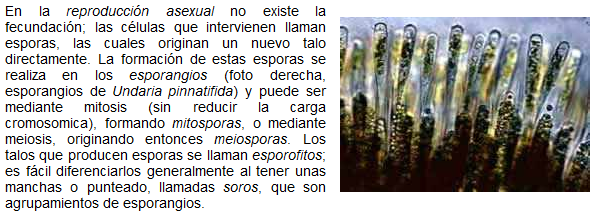 En la reproducción asexual no existe la
fecundación; las células que intervienen llaman
esporas, las cuales originan un nuevo talo
directamente. La formación de estas esporas se
realiza en los esporangios (foto derecha,
esporangios de Undaria pinnatifida) y puede ser
mediante mitosis (sin reducir la carga
cromosomica), formando mitosporas, o mediante
meiosis, originando entonces meiosporas. Los
talos que producen esporas se llaman esporofitos;
es fácil diferenciarlos generalmente al tener unas
manchas o punteado, llamadas soros, que son
agrupamientos de esporangios.